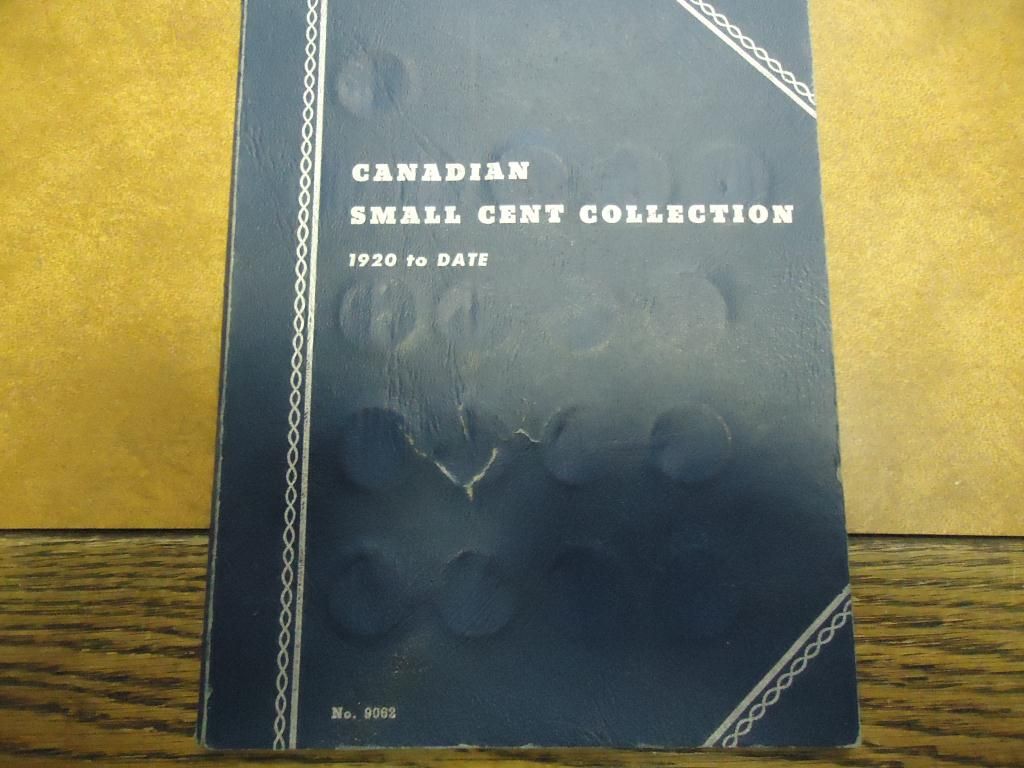 CANADIAN
SMALL CENT COLLECTION
1920 to DATE
No. 9062